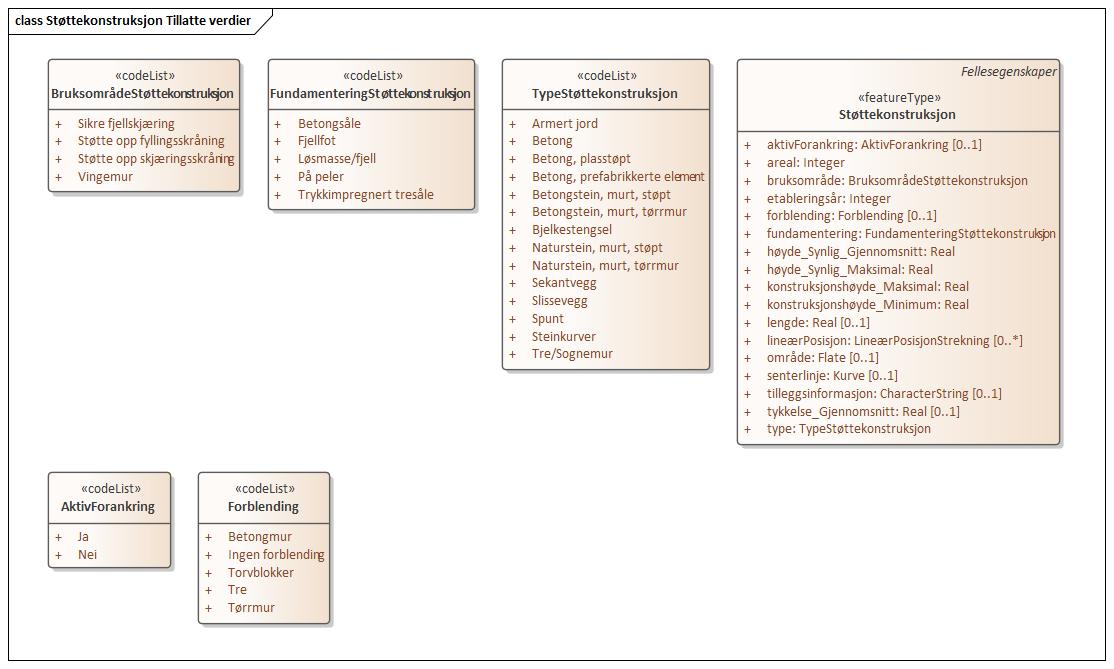 class Støttekonstruksjon Tillatte verdier
«codeList»
BruksområdeStøttekonstruksjon
+ Sikre fjellskjæring
+ Støtte opp fyllingsskråning
+ Støtte opp skjæringsskråning
+ Vingemur
«codeList»
FundamenteringStøttekonstruksjon
+ Betongsåle
+ Fjellfot
+ Løsmasse/fjell
+ På peler
+ Trykkimpregnert tresåle
«codeList»
TypeStøttekonstruksjon
+ Armert jord
+ Betong
+ Betong, plasstøpt
+ Betong, prefabrikkerte element
+ Betongstein, murt, støpt
+ Betongstein, murt, tørrmur
+ Bjelkestengsel
+ Naturstein, murt, støpt
+ Naturstein, murt, tørrmur
+ Sekantvegg
+ Slissevegg
+ Spunt
+ Steinkurver
+ Tre/Sognemur
Fellesegenskaper
«featureType»
Støttekonstruksjon
+ aktivForankring: AktivForankring [0..1]
+ areal: Integer
+ bruksområde: BruksområdeStøttekonstruksjon
+ etableringsår: Integer
+ forblending: Forblending [0..1]
+ fundamentering: FundamenteringStøttekonstruksjon
+ høyde_Synlig_Gjennomsnitt: Real
+ høyde_Synlig_Maksimal: Real
+ konstruksjonshøyde_Maksimal: Real
+ konstruksjonshøyde_Minimum: Real
+ lengde: Real [0..1]
+ lineærPosisjon: LineærPosisjonStrekning [0..*]
+ område: Flate [0..1]
+ senterlinje: Kurve [0..1]
+ tilleggsinformasjon: CharacterString [0..1]
+ tykkelse_Gjennomsnitt: Real [0..1]
+ type: TypeStøttekonstruksjon
«codeList»
AktivForankring
+ Ja
+ Nei
«codeList»
Forblending
+ Betongmur
+ Ingen forblending
+ Torvblokker
+ Tre
+ Tørrmur